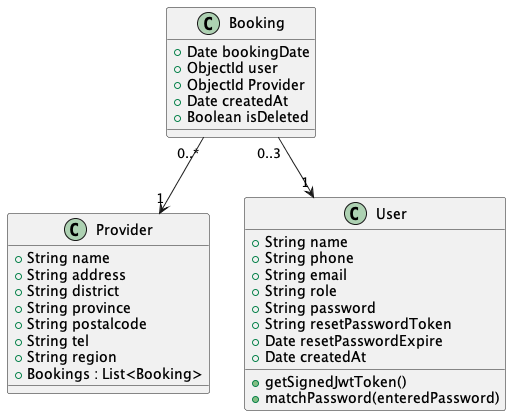 C Booking
Date bookingDate
ObjectId user
ObjectId Provider
Date createdAt
Boolean isDeleted
0..*
0..3
1
1
C Provider
String name
String address
String district
String province
String postalcode
String tel
String region
Bookings : List<Booking>
C User
String name
String phone
String email
String role
String password
String resetPasswordToken
Date resetPasswordExpire
Date createdAt
getSignedJwtToken()
matchPassword(enteredPassword)